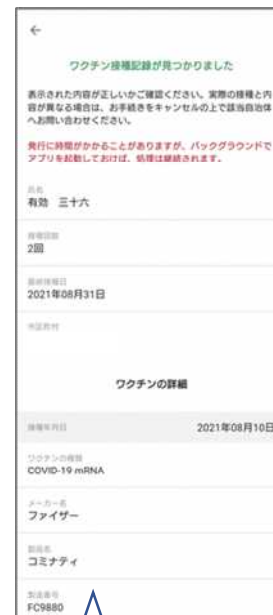 ワクチン接種記録が見つかりました
表示された内容が正しいかご確認ください。実際の接種と内
容が異なる場合は、お手続きをキャンセルの上で該当自治体
へお問い合わせください。
発行に時間がかかることがありますが、バックグラウンドで
アプリを起動しておけば、処理は継続されます。
氏名
有効 三十六
接種回数
2回
最終接種日
2021年08月31日
市区町村
ワクチンの詳細
接種年月日 2021年08月10日
ワクチンの種類
COVID-19 mRNA
メーカー名
ファイザー
製品名
コミナティ
製造番号
FC9880